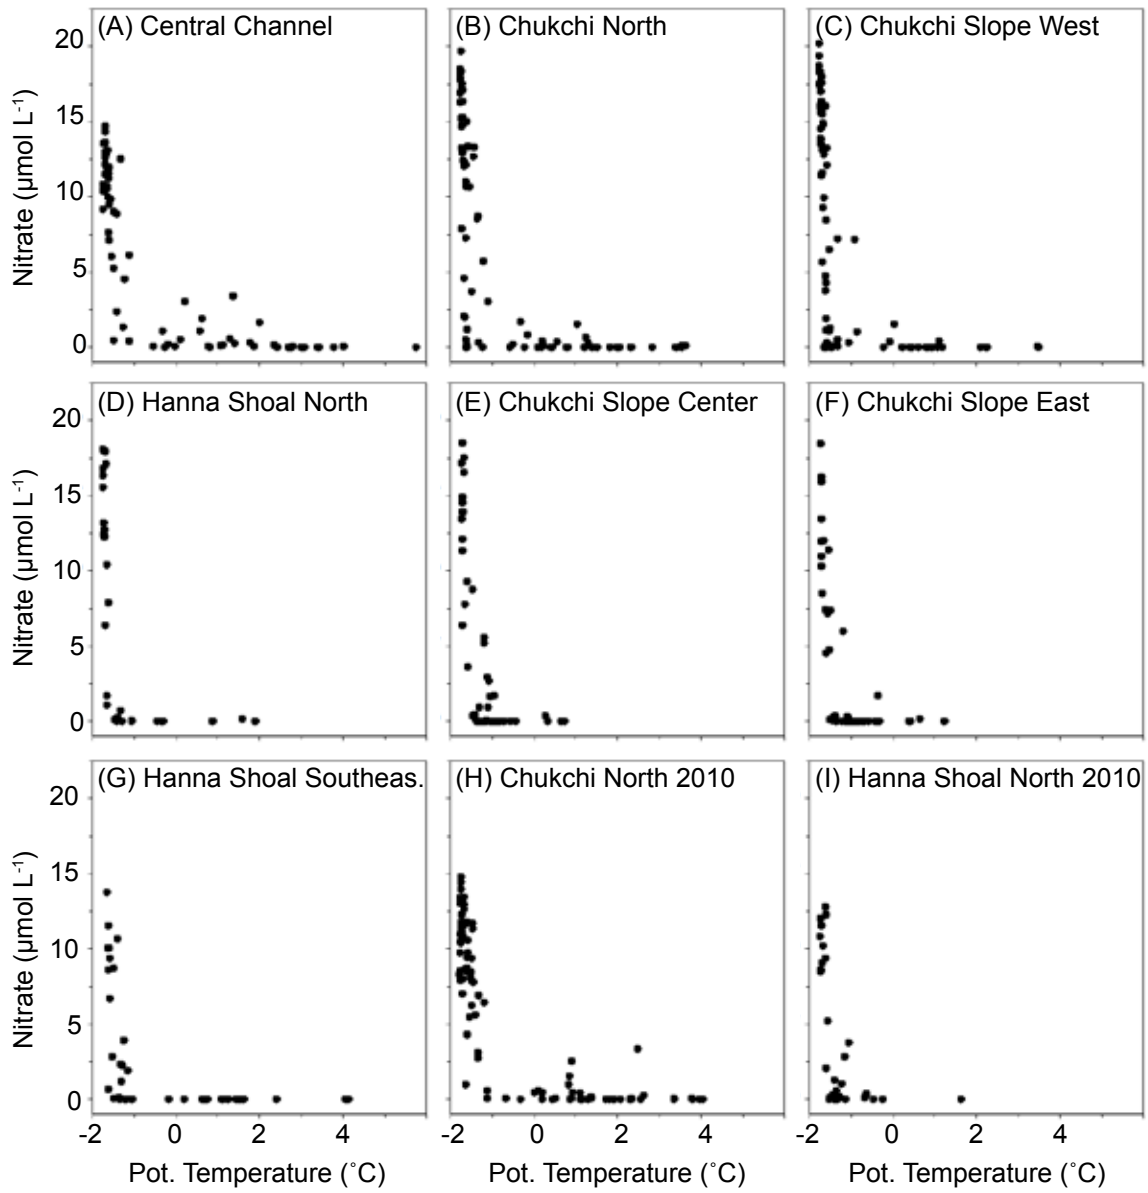 (A) Central Channel
(B) Chukchi North
(C) Chukchi Slope West
20
15
10
5
0
Nitrate (µmol L⁻¹)
(D) Hanna Shoal North
(E) Chukchi Slope Center
(F) Chukchi Slope East
20
15
10
5
0
Nitrate (µmol L⁻¹)
(G) Hanna Shoal Southeas.
(H) Chukchi North 2010
(I) Hanna Shoal North 2010
20
15
10
5
0
Nitrate (µmol L⁻¹)
-2 0 2 4
-2 0 2 4
-2 0 2 4
Pot. Temperature (˚C)
Pot. Temperature (˚C)
Pot. Temperature (˚C)